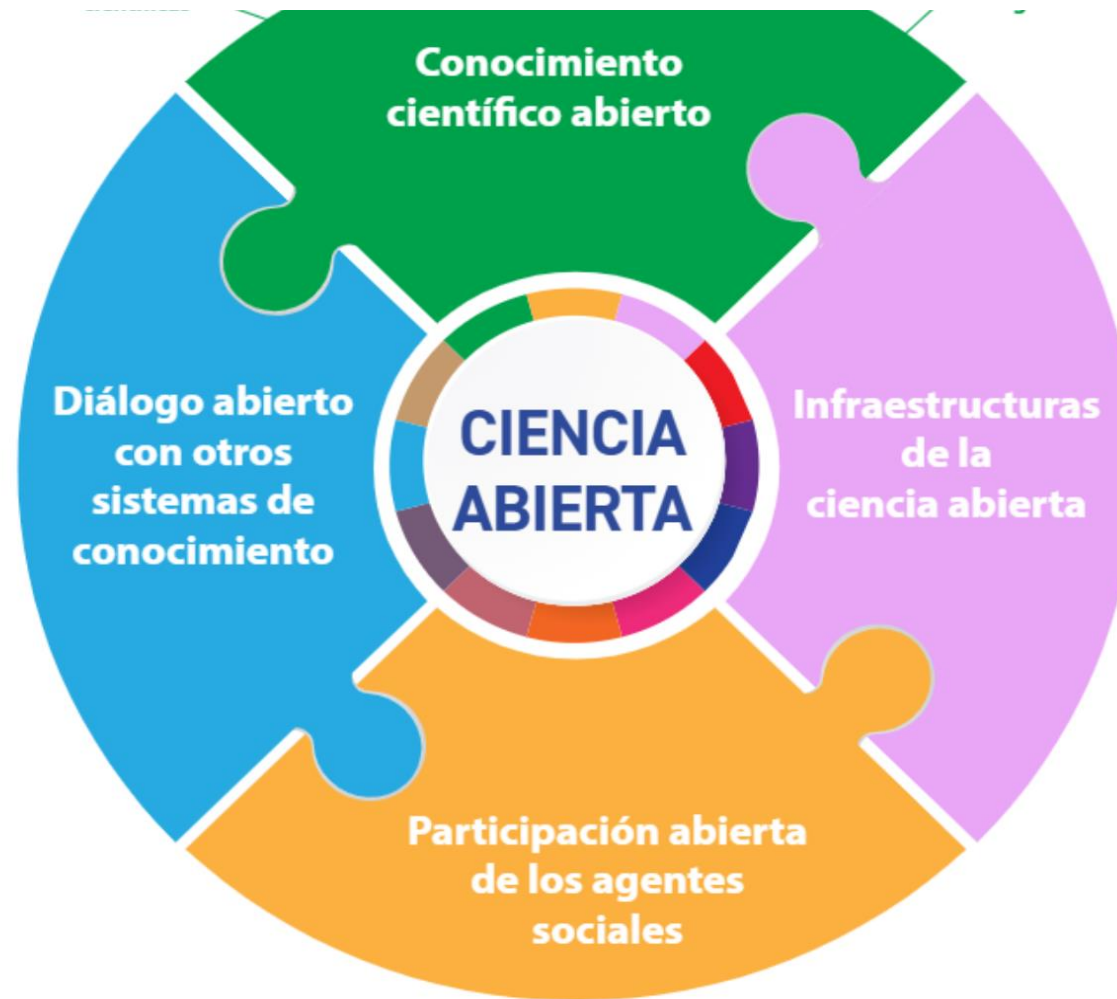 Conocimiento
científico abierto
Diálogo abierto
con otros
sistemas de
conocimiento
CIENCIA
ABIERTA
Infraestructuras
de la
ciencia abierta
Participación abierta
de los agentes
sociales